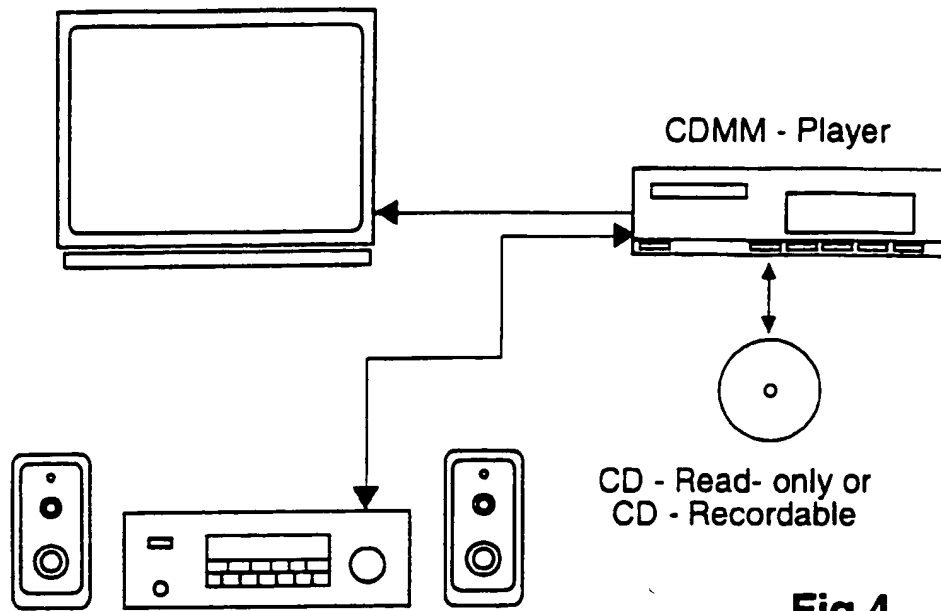 CDMM - Player
CD - Read- only or
CD - Recordable
Fig 4